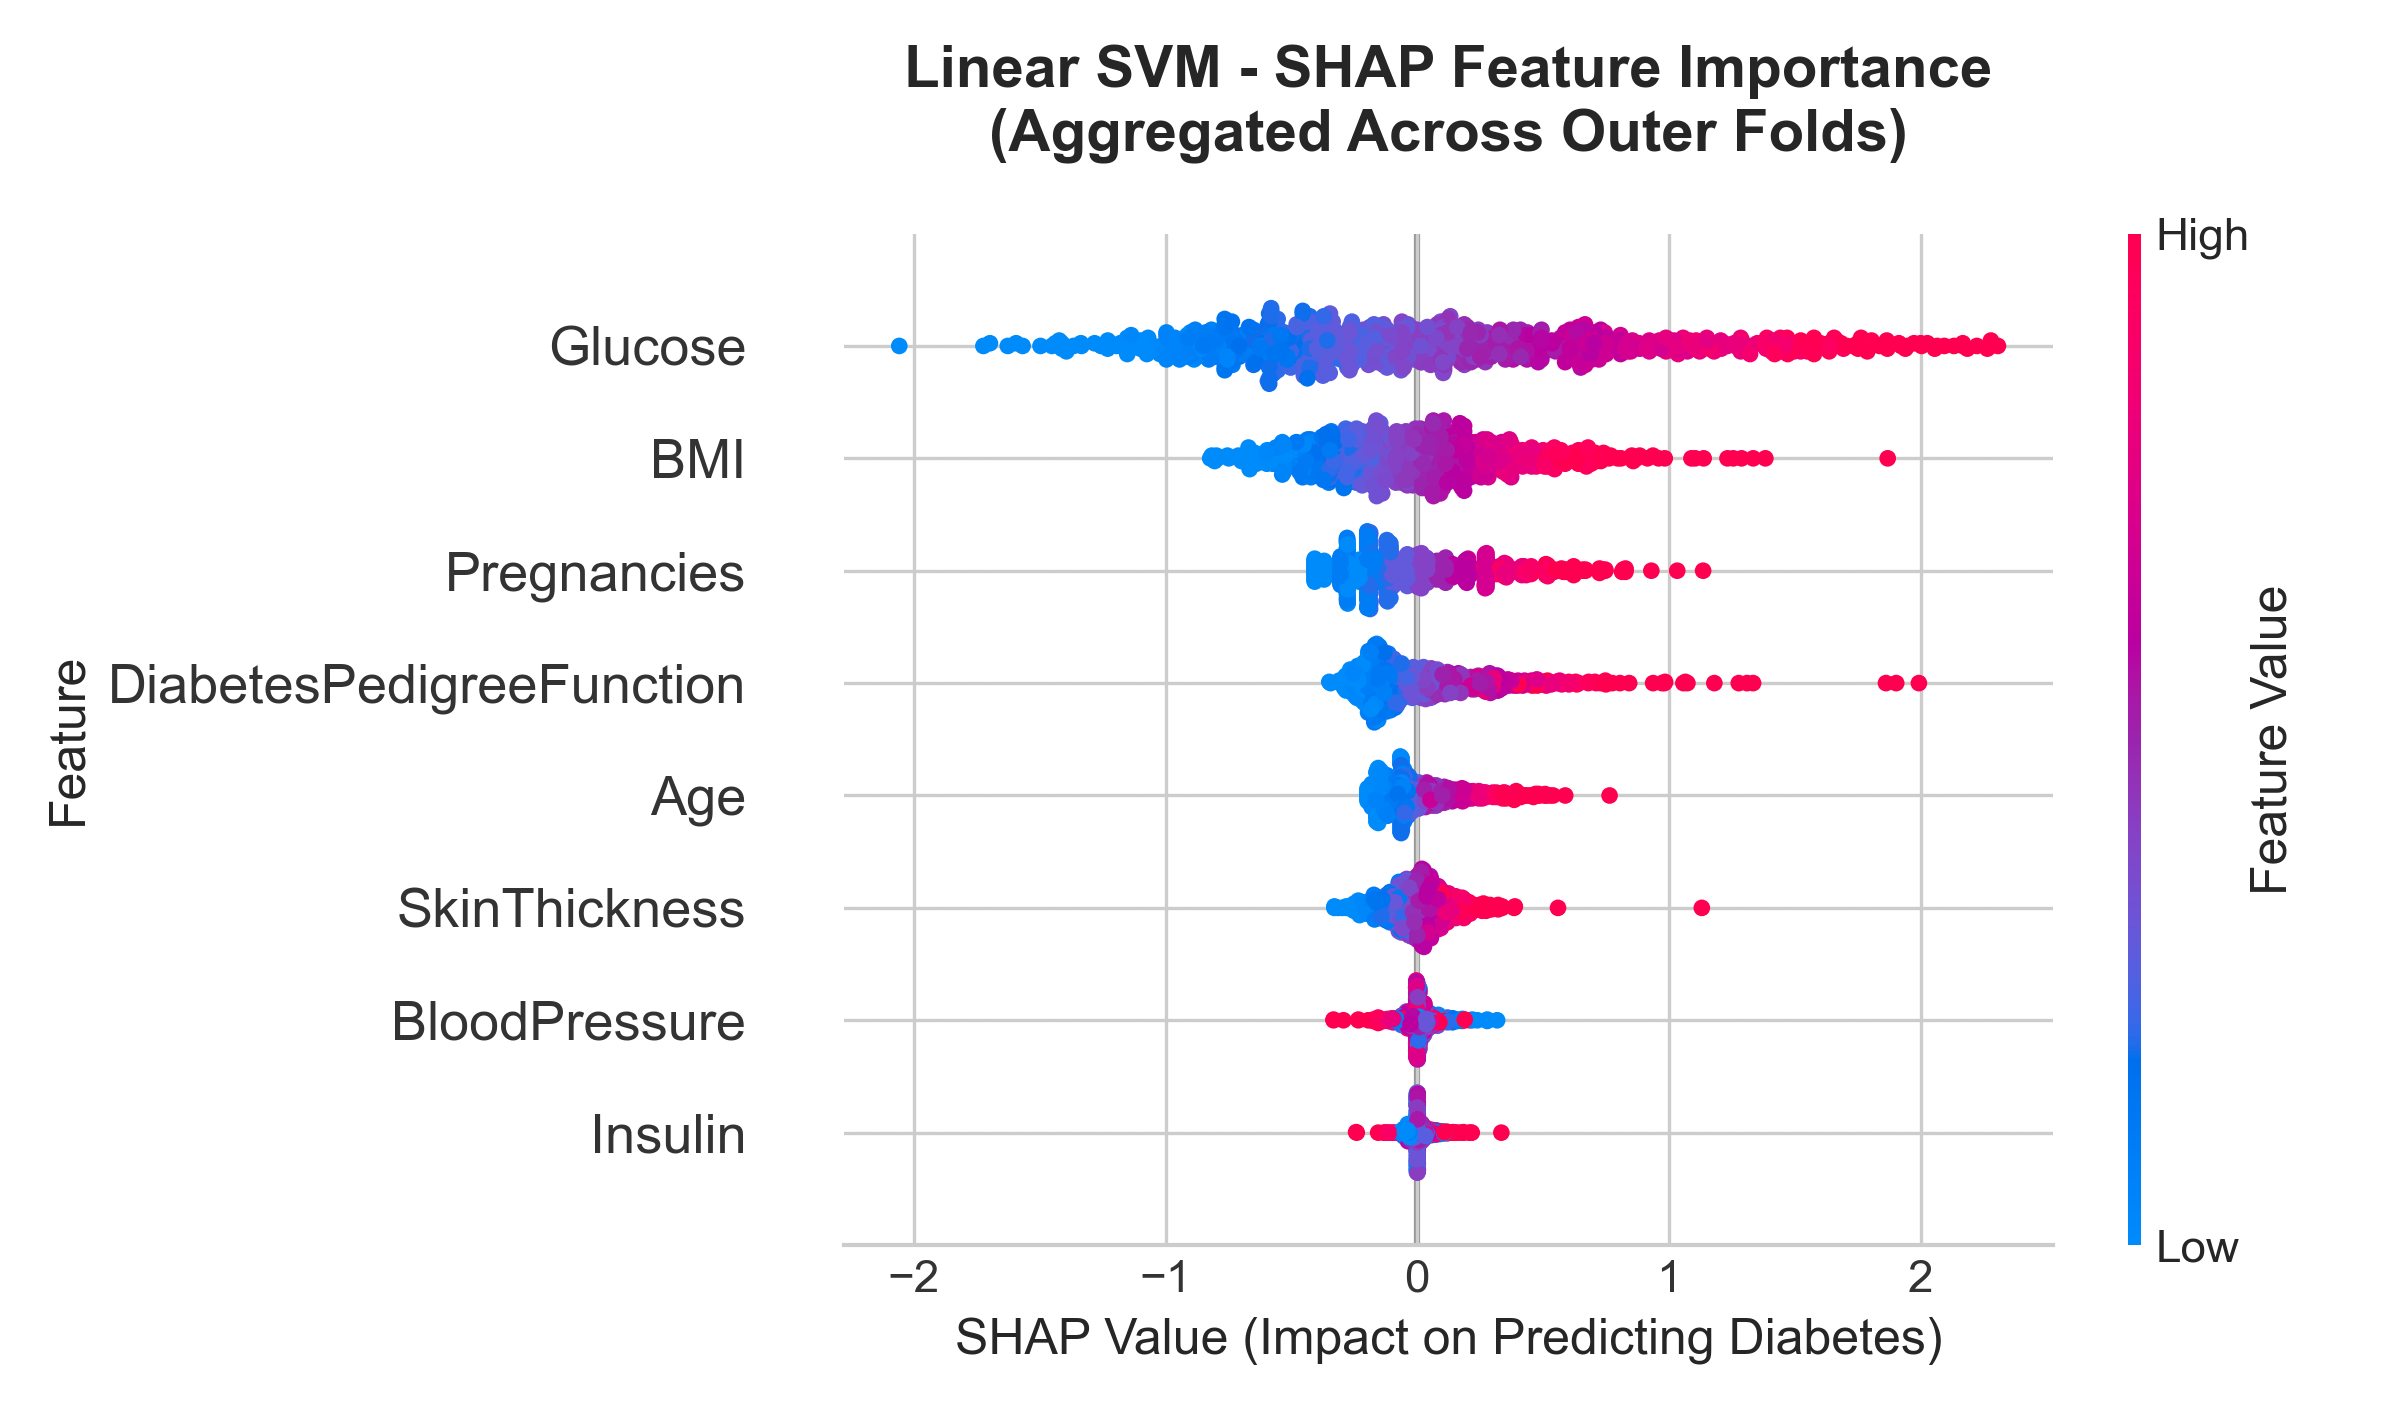 Linear SVM - SHAP Feature Importance
(Aggregated Across Outer Folds)
High
Glucose
BMI
Pregnancies
DiabetesPedigreeFunction
Age
SkinThickness
BloodPressure
Insulin
Feature
Feature Value
Low
−2 −1 0 1 2
SHAP Value (Impact on Predicting Diabetes)